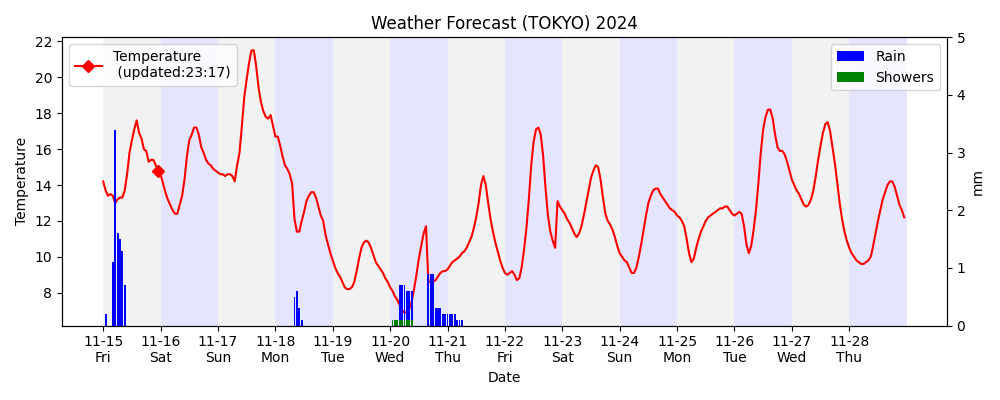 Weather Forecast (TOKYO) 2024
Temperature
(updated:23:17)
Rain
Showers
22
20
18
16
14
12
10
8
Temperature
5
4
3
2
1
0
mm
11-15 11-16 11-17 11-18 11-19 11-20 11-21 11-22 11-23 11-24 11-25 11-26 11-27 11-28
Fri Sat Sun Mon Tue Wed Thu Fri Sat Sun Mon Tue Wed Thu
Date